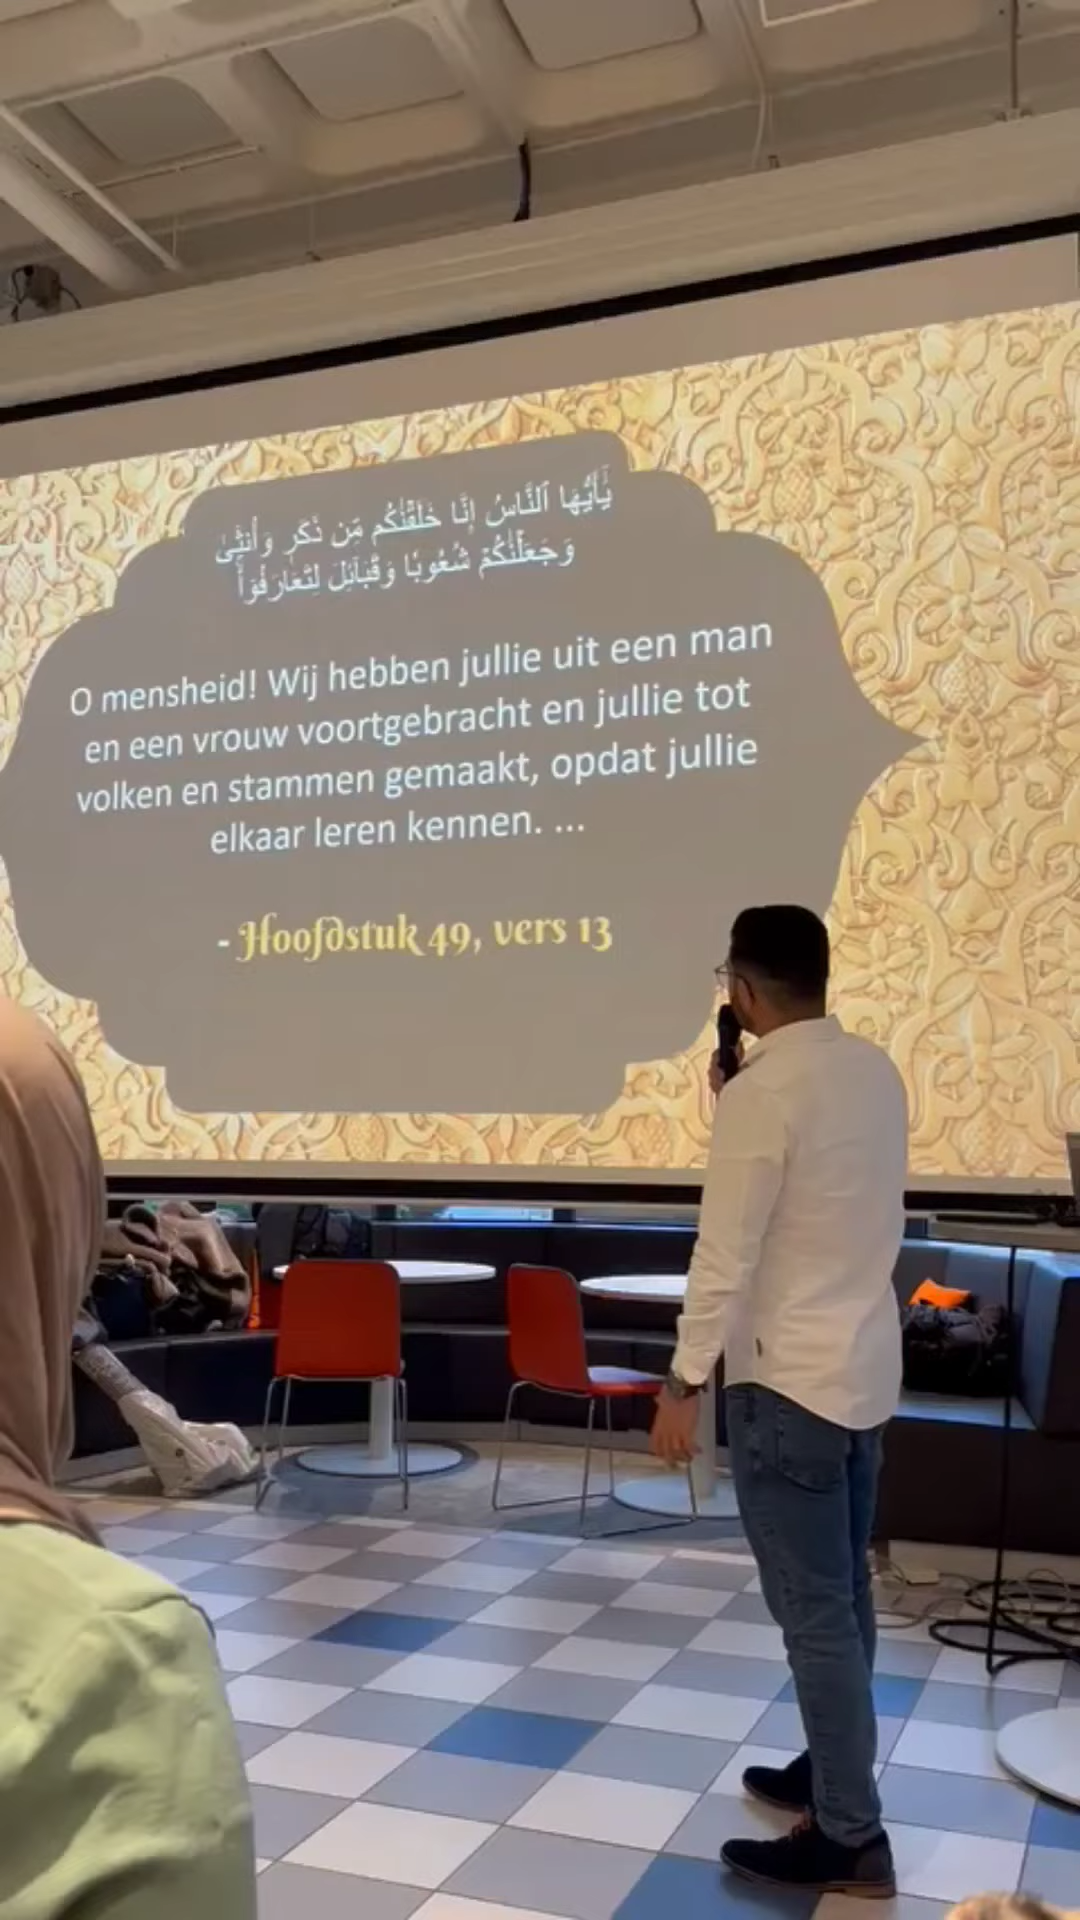 يَٰٓأَيُّهَا ٱلنَّاسُ إِنَّا خَلَقْنَٰكُم مِّن ذَكَرٍ وَأُنثَىٰ
وَجَعَلْنَٰكُمْ شُعُوبًا وَقَبَآئِلَ لِتَعَارَفُوٓا۟
O mensheid! Wij hebben jullie uit een man
en een vrouw voortgebracht en jullie tot
volken en stammen gemaakt, opdat jullie
elkaar leren kennen. ...
- Hoofdstuk 49, vers 13